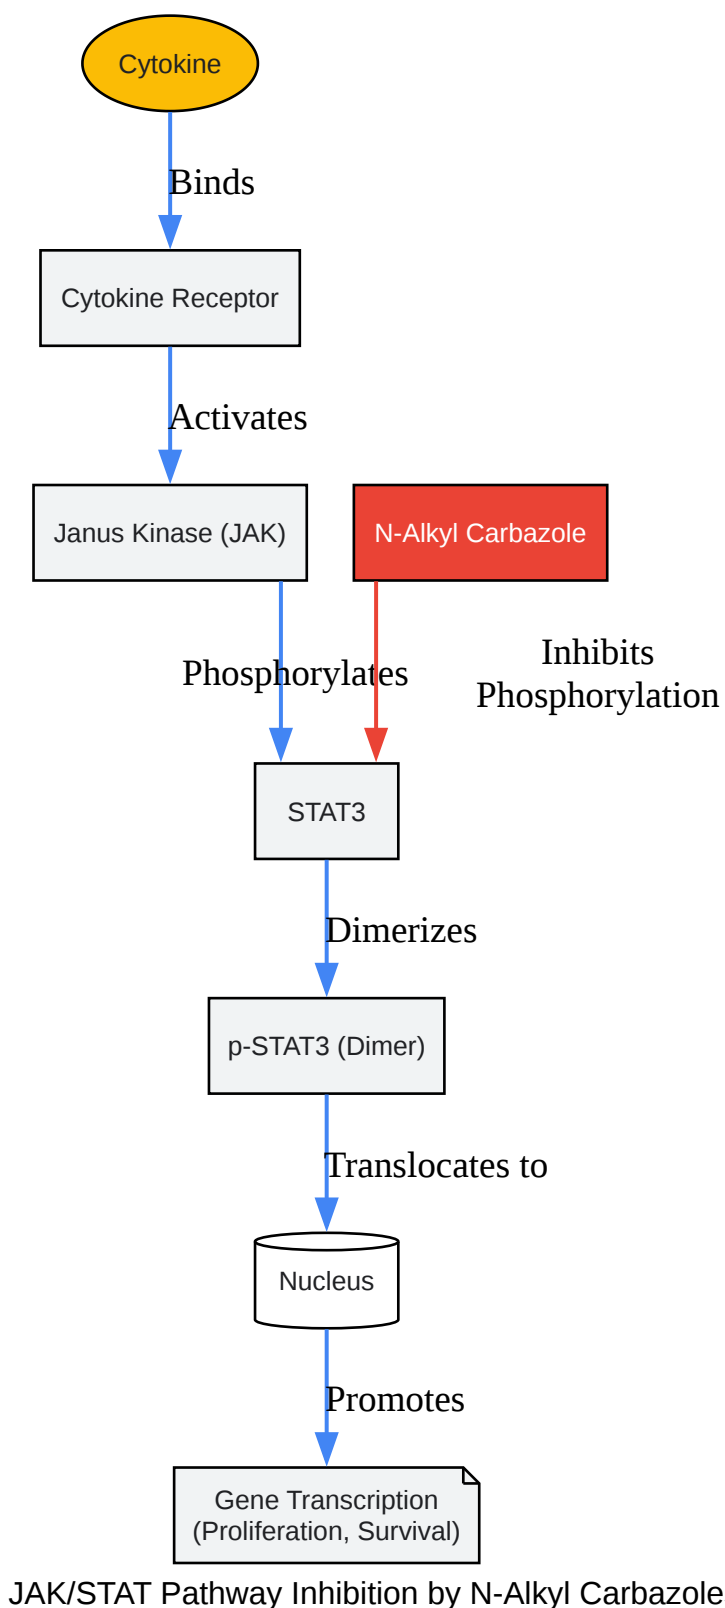 Cytokine
Binds
Cytokine Receptor
Activates
Janus Kinase (JAK)
N-Alkyl Carbazole
Phosphorylates
Inhibits
Phosphorylation
STAT3
Dimerizes
p-STAT3 (Dimer)
Translocates to
Nucleus
Promotes
Gene Transcription
(Proliferation, Survival)
JAK/STAT Pathway Inhibition by N-Alkyl Carbazole